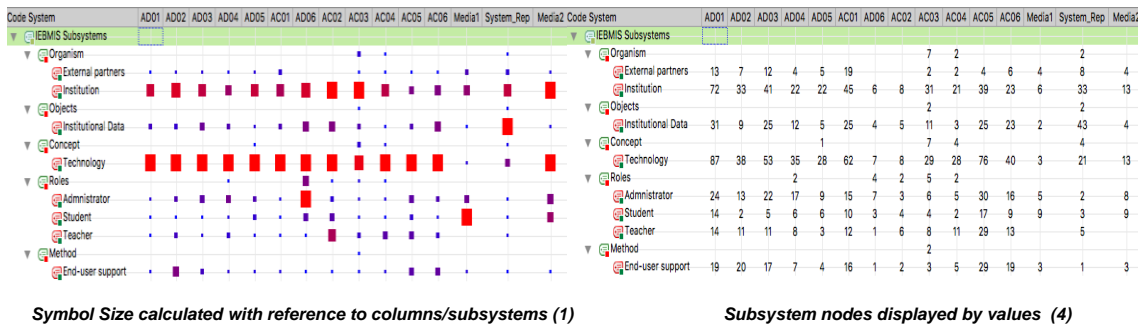 Code System AD01 AD02 AD03 AD04 AD05 AC01 AD06 AC02 AC03 AC04 AC05 AC06 Media1 System_Rep Media2
IEBMIS Subsystems
Organism
External partners
Institution
Objects
Institutional Data
Concept
Technology
Roles
Admnistrator
Student
Teacher
Method
End-user support
Symbol Size calculated with reference to columns/subsystems (1)
Code System AD01 AD02 AD03 AD04 AD05 AC01 AD06 AC02 AC03 AC04 AC05 AC06 Media1 System_Rep Media2
IEBMIS Subsystems
Organism 7 2 2
External partners 13 7 12 4 5 19 2 2 4 6 4 8 4
Institution 72 33 41 22 22 45 6 8 31 21 39 23 6 33 13
Objects 2 2
Institutional Data 31 9 25 12 5 25 4 5 11 3 25 23 2 43 4
Concept 1 7 4 4
Technology 87 38 53 35 28 62 7 8 29 28 76 40 3 21 13
Roles 2 4 2 5 2
Admnistrator 24 13 22 17 9 15 7 3 6 5 30 16 5 2 8
Student 14 2 5 6 6 10 3 4 4 2 17 9 9 3 9
Teacher 14 11 11 8 3 12 1 6 8 11 29 13 5
Method 2
End-user support 19 20 17 7 4 16 1 2 3 5 29 19 3 1 3
Subsystem nodes displayed by values (4)